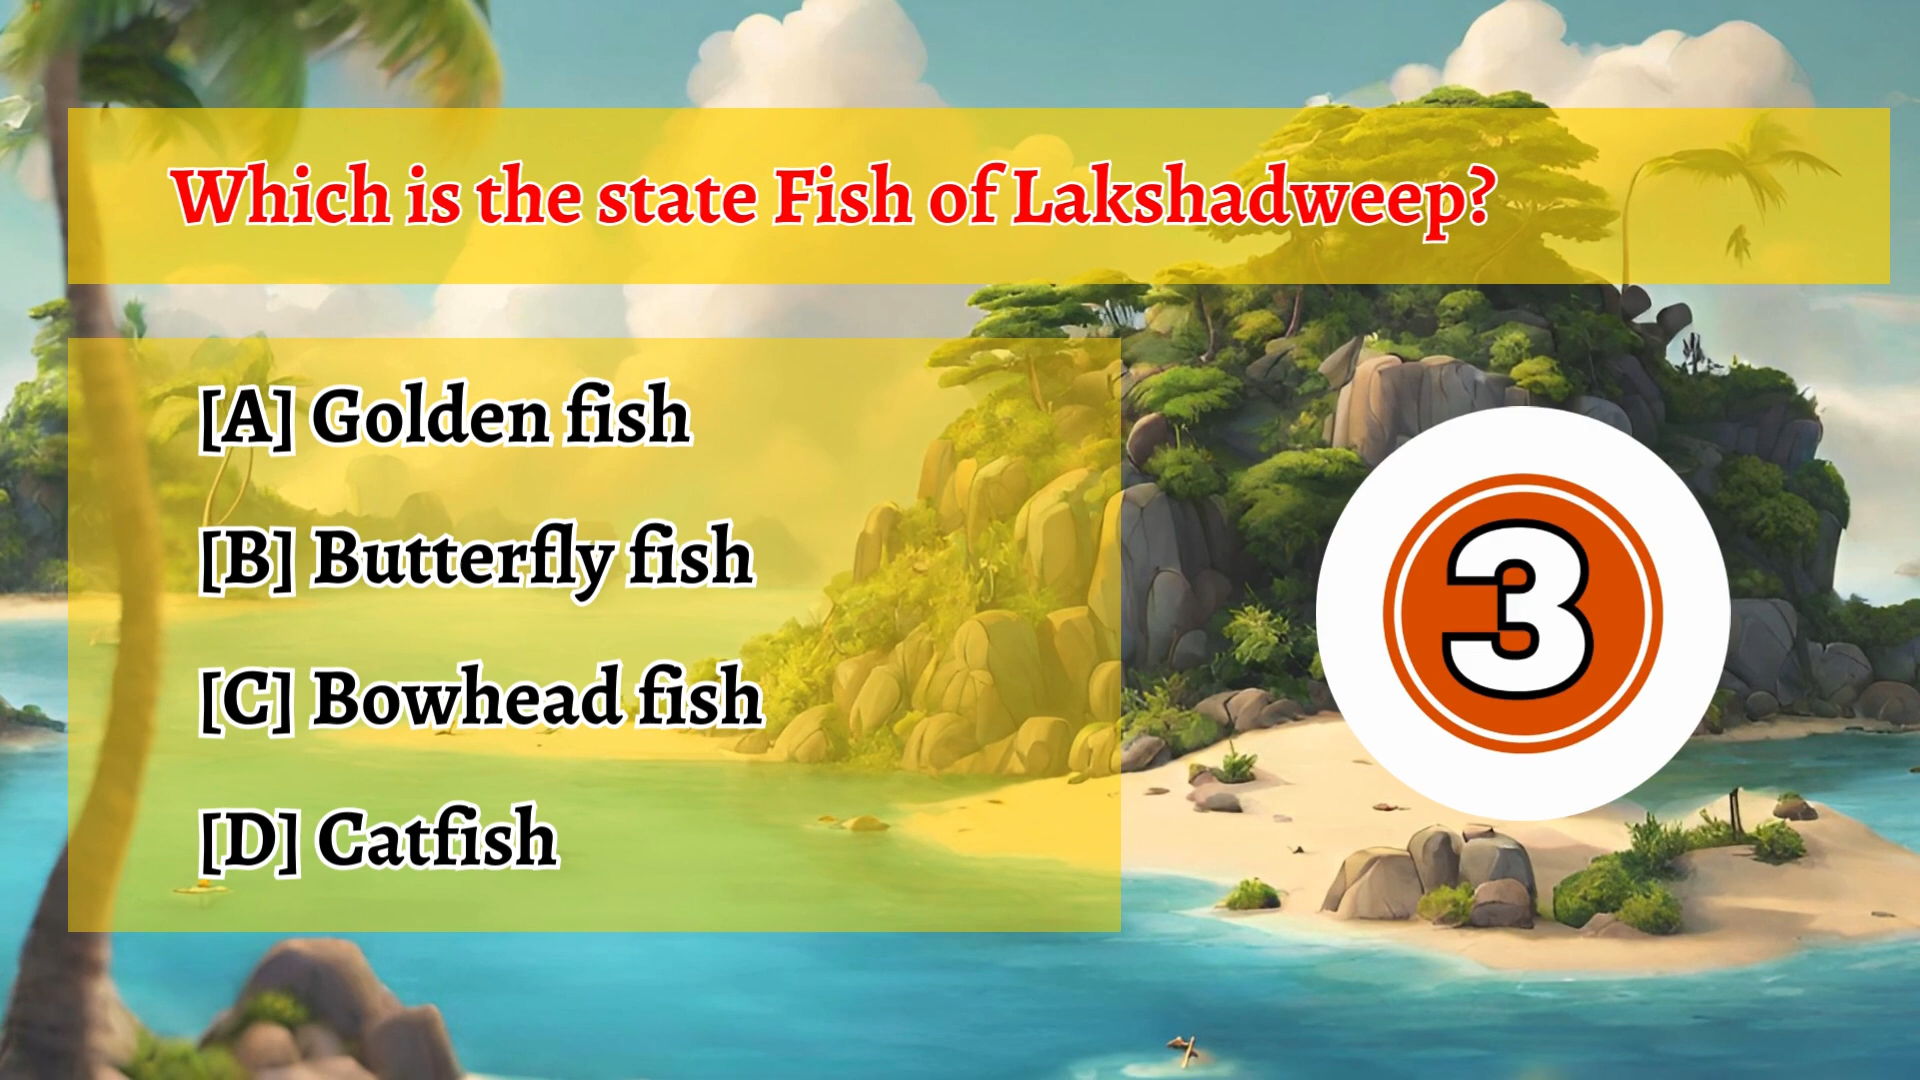 Which is the state Fish of Lakshadweep?
[A] Golden fish
[B] Butterfly fish
[C] Bowhead fish
[D] Catfish
3